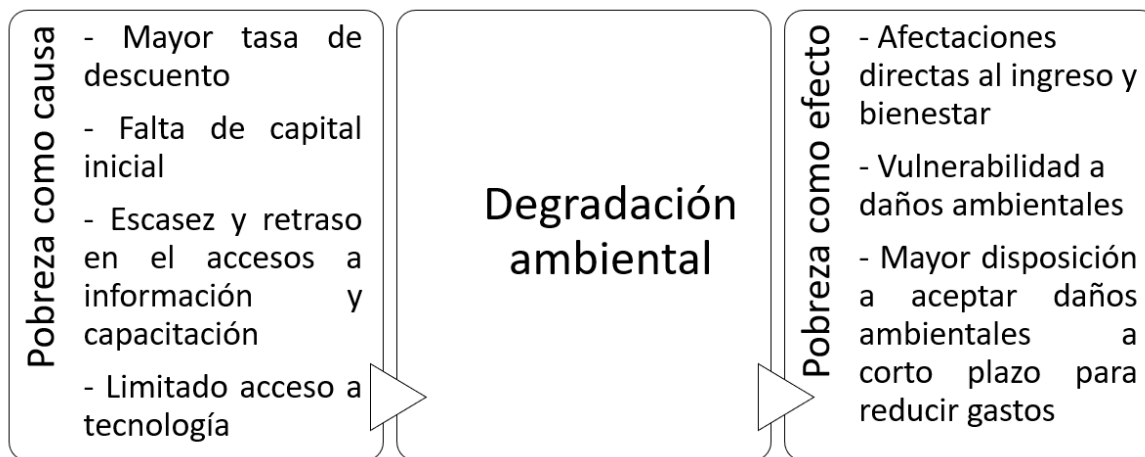 Pobreza como causa
- Mayor tasa de
descuento
- Falta de capital
inicial
- Escasez y retraso
en el accesos a
información y
capacitación
- Limitado acceso a
tecnología
Degradación
ambiental
Pobreza como efecto
- Afectaciones
directas al ingreso y
bienestar
- Vulnerabilidad a
daños ambientales
- Mayor disposición
a aceptar daños
ambientales a
corto plazo para
reducir gastos